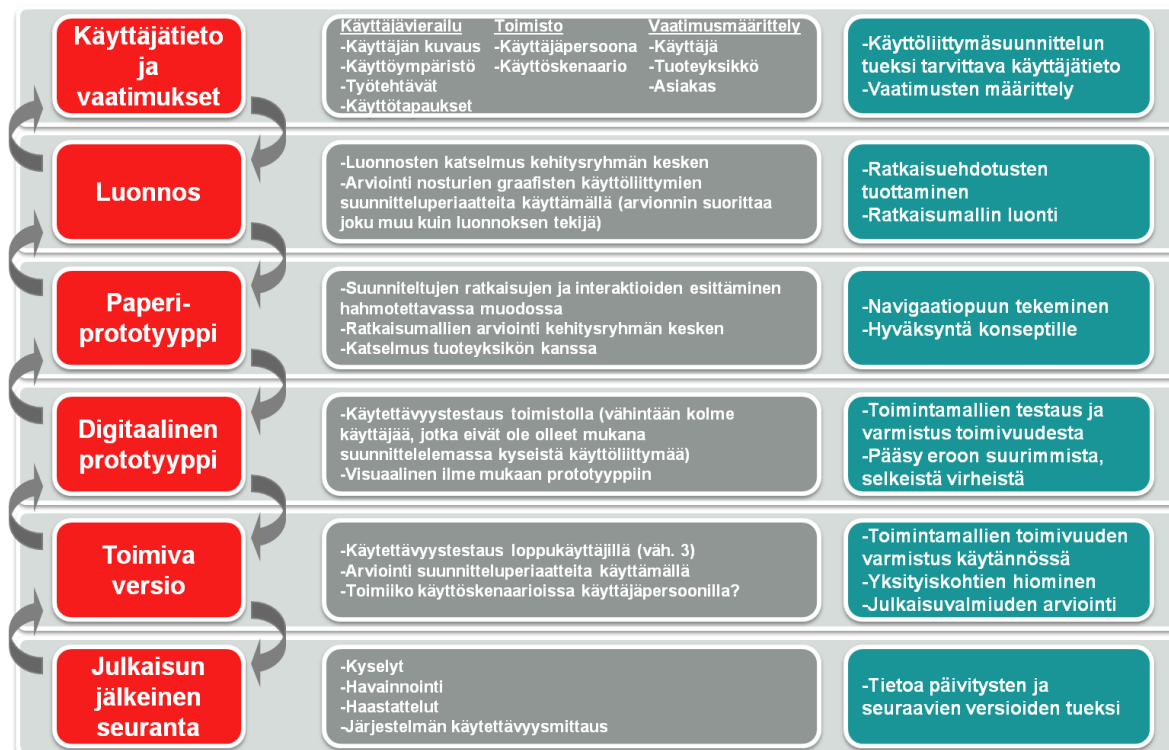 Käyttäjätieto
ja
vaatimukset
Käyttäjävierailu
-Käyttäjän kuvaus
-Käyttöympäristö
-Työtehtävät
-Käyttötapaukset
Toimisto
-Käyttäjäpersoona
-Käyttöskenaario
Vaatimusmäärittely
-Käyttäjä
-Tuoteyksikkö
-Asiakas
-Käyttöliittymäsuunnittelun
tueksi tarvittava käyttäjätieto
-Vaatimusten määrittely
Luonnos
-Luonnosten katselmus kehitysryhmän kesken
-Arviointi nosturien graafisten käyttöliittymien
suunnitteluperiaatteita käyttämällä (arvionnin suorittaa
joku muu kuin luonnoksen tekijä)
-Ratkaisuehdotusten
tuottaminen
-Ratkaisumallin luonti
Paperi-
prototyyppi
-Suunniteltujen ratkaisujen ja interaktioiden esittäminen
hahmotettavassa muodossa
-Ratkaisumallien arviointi kehitysryhmän kesken
-Katselmus tuoteyksikön kanssa
-Navigaatiopuun tekeminen
-Hyväksyntä konseptille
Digitaalinen
prototyyppi
-Käytettävyystestaus toimistolla (vähintään kolme
käyttäjää, jotka eivät ole olleet mukana
suunnittelelemassa kyseistä käyttöliittymää)
-Visuaalinen ilme mukaan prototyyppiin
-Toimintamallien testaus ja
varmistus toimivuudesta
-Pääsy eroon suurimmista,
selkeistä virheistä
Toimiva
versio
-Käytettävyystestaus loppukäyttäjillä (väh. 3)
-Arviointi suunnitteluperiaatteita käyttämällä
-Toimiiko käyttöskenaarioissa käyttäjäpersoonilla?
-Toimintamallien toimivuuden
varmistus käytännössä
-Yksityiskohtien hiominen
-Julkaisuvalmiuden arviointi
Julkaisun
jälkeinen
seuranta
-Kyselyt
-Havainnointi
-Haastattelut
-Järjestelmän käytettävyysmittaus
-Tietoa päivitysten ja
seuraavien versioiden tueksi